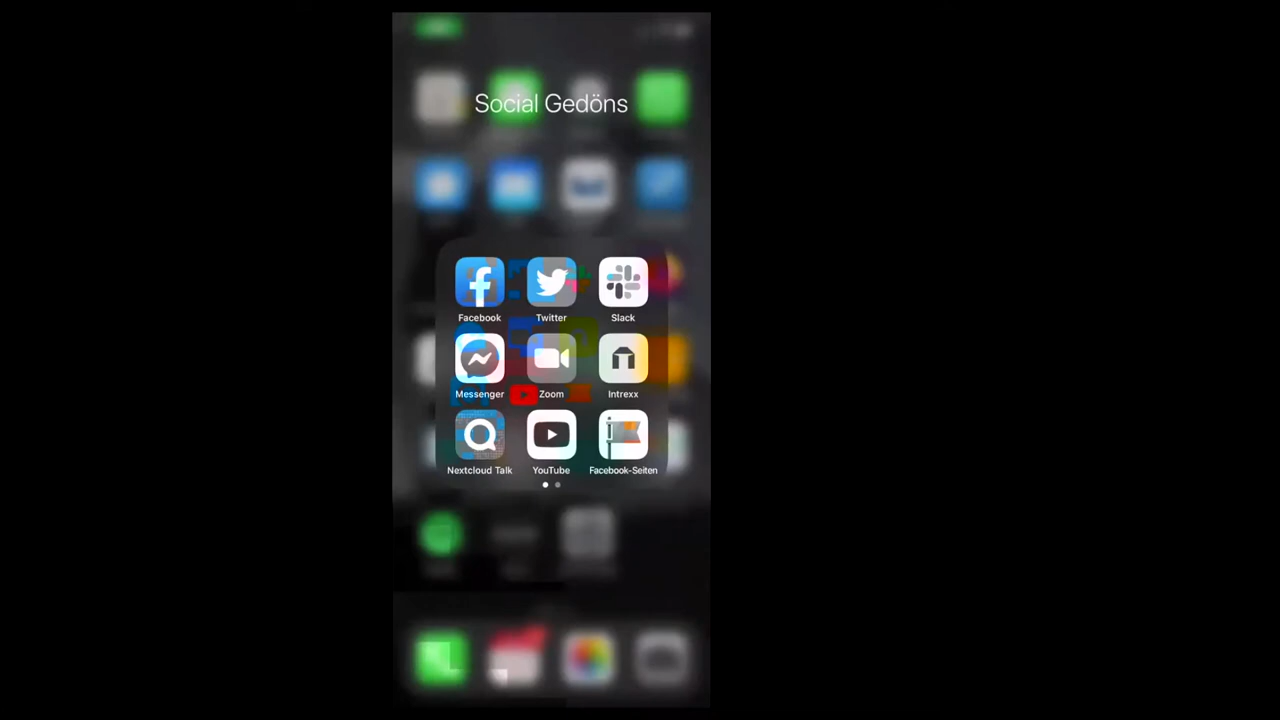 Social Gedöns
Facebook
Twitter
Slack
Messenger
Zoom
Intrexx
Nextcloud Talk
YouTube
Facebook-Seiten